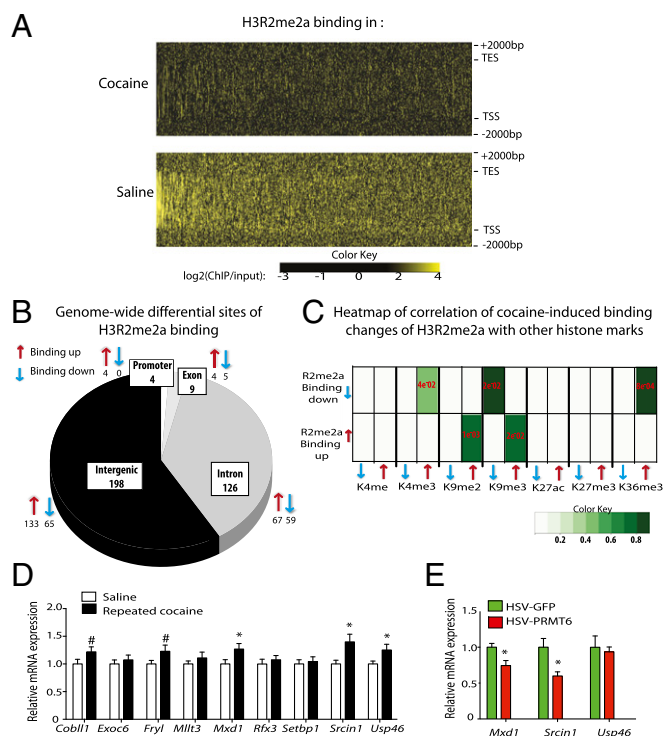 A
H3R2me2a binding in :
Cocaine
+2000bp
TES
TSS
-2000bp
Saline
+2000bp
TES
TSS
-2000bp
Color Key
log2(ChIP/input):
-3 -1 0 2 4
B
Genome-wide differential sites of
H3R2me2a binding
Binding up
Binding down
4 0
Promoter
4
4 5
Exon
9
Intergenic
198
Intron
126
133 65
67 59
C
Heatmap of correlation of cocaine-induced binding
changes of H3R2me2a with other histone marks
R2me2a
Binding
down
4e-02
R2me2a
Binding
up
K4me K4me3 K9me2 K9me3 K27ac K27me3 K36me3
Color Key
0.2 0.4 0.6 0.8
D
Saline
Repeated cocaine
Relative mRNA expression
2.0
1.5
1.0
0.5
0
# # * * *
Cobll1 Exoc6 Fryl Mllt3 Mxd1 Rfx3 Setbp1 Srcin1 Usp46
E
HSV-GFP
HSV-PRMT6
Relative mRNA expression
1.5
1.0
0.5
0
* *
Mxd1 Srcin1 Usp46